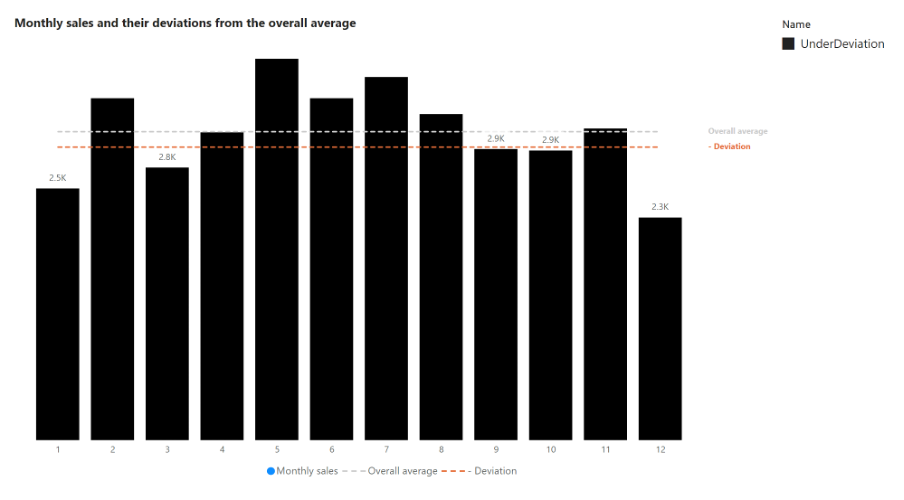 Monthly sales and their deviations from the overall average
Name
UnderDeviation
2.5K
2.8K
2.9K
2.9K
2.3K
Overall average
- Deviation
1 2 3 4 5 6 7 8 9 10 11 12
Monthly sales Overall average - Deviation